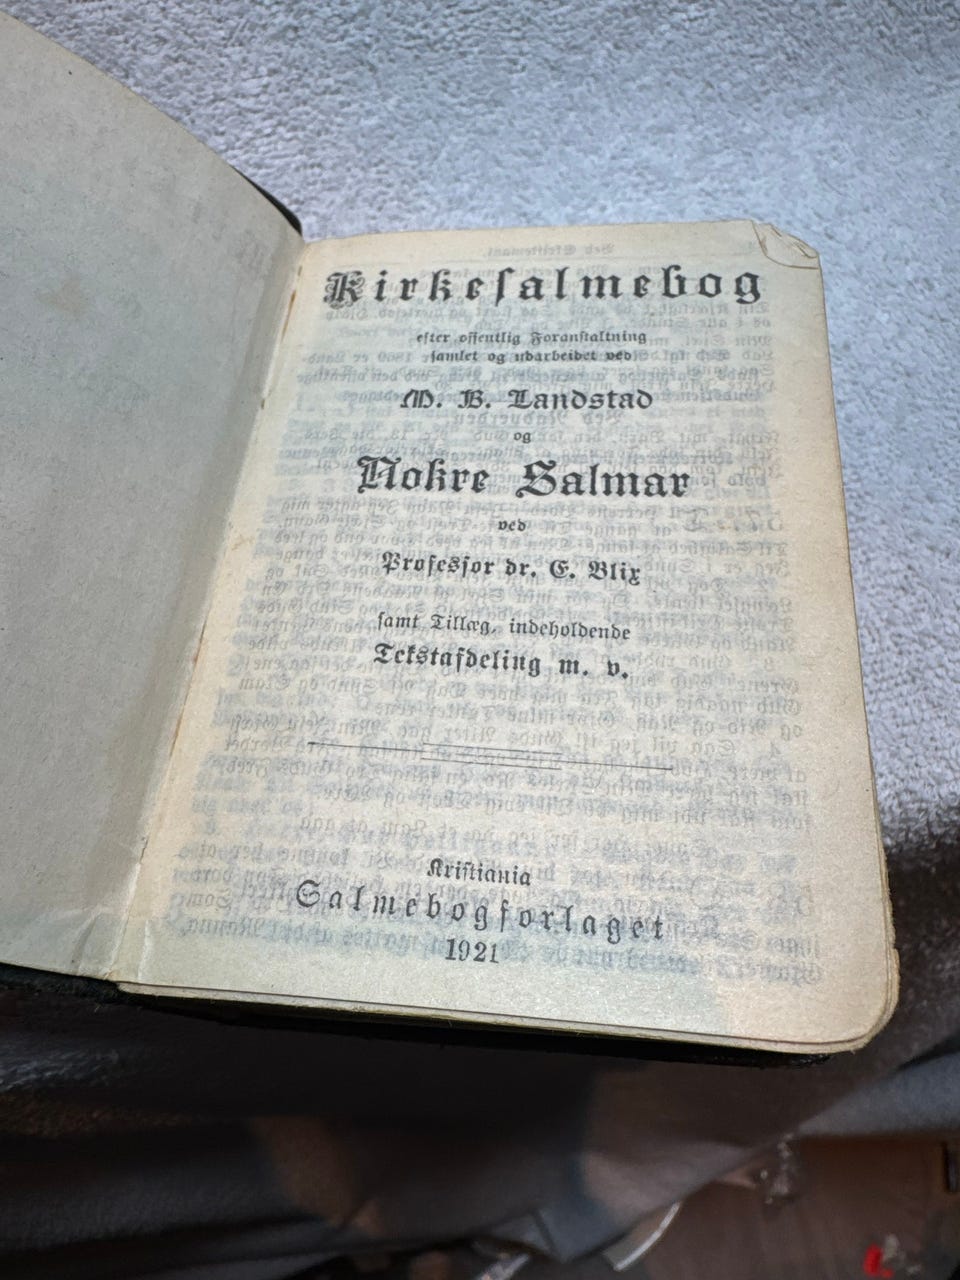 Kirkesalmebog
efter offentlig Foranstaltning
samlet og udarbeidet ved
M. B. Landstad
og
Nokre Salmar
ved
Professor dr. E. Blix
samt Tillæg, indeholdende
Tekstafdeling m. v.
Kristiania
Salmebogforlaget
1921